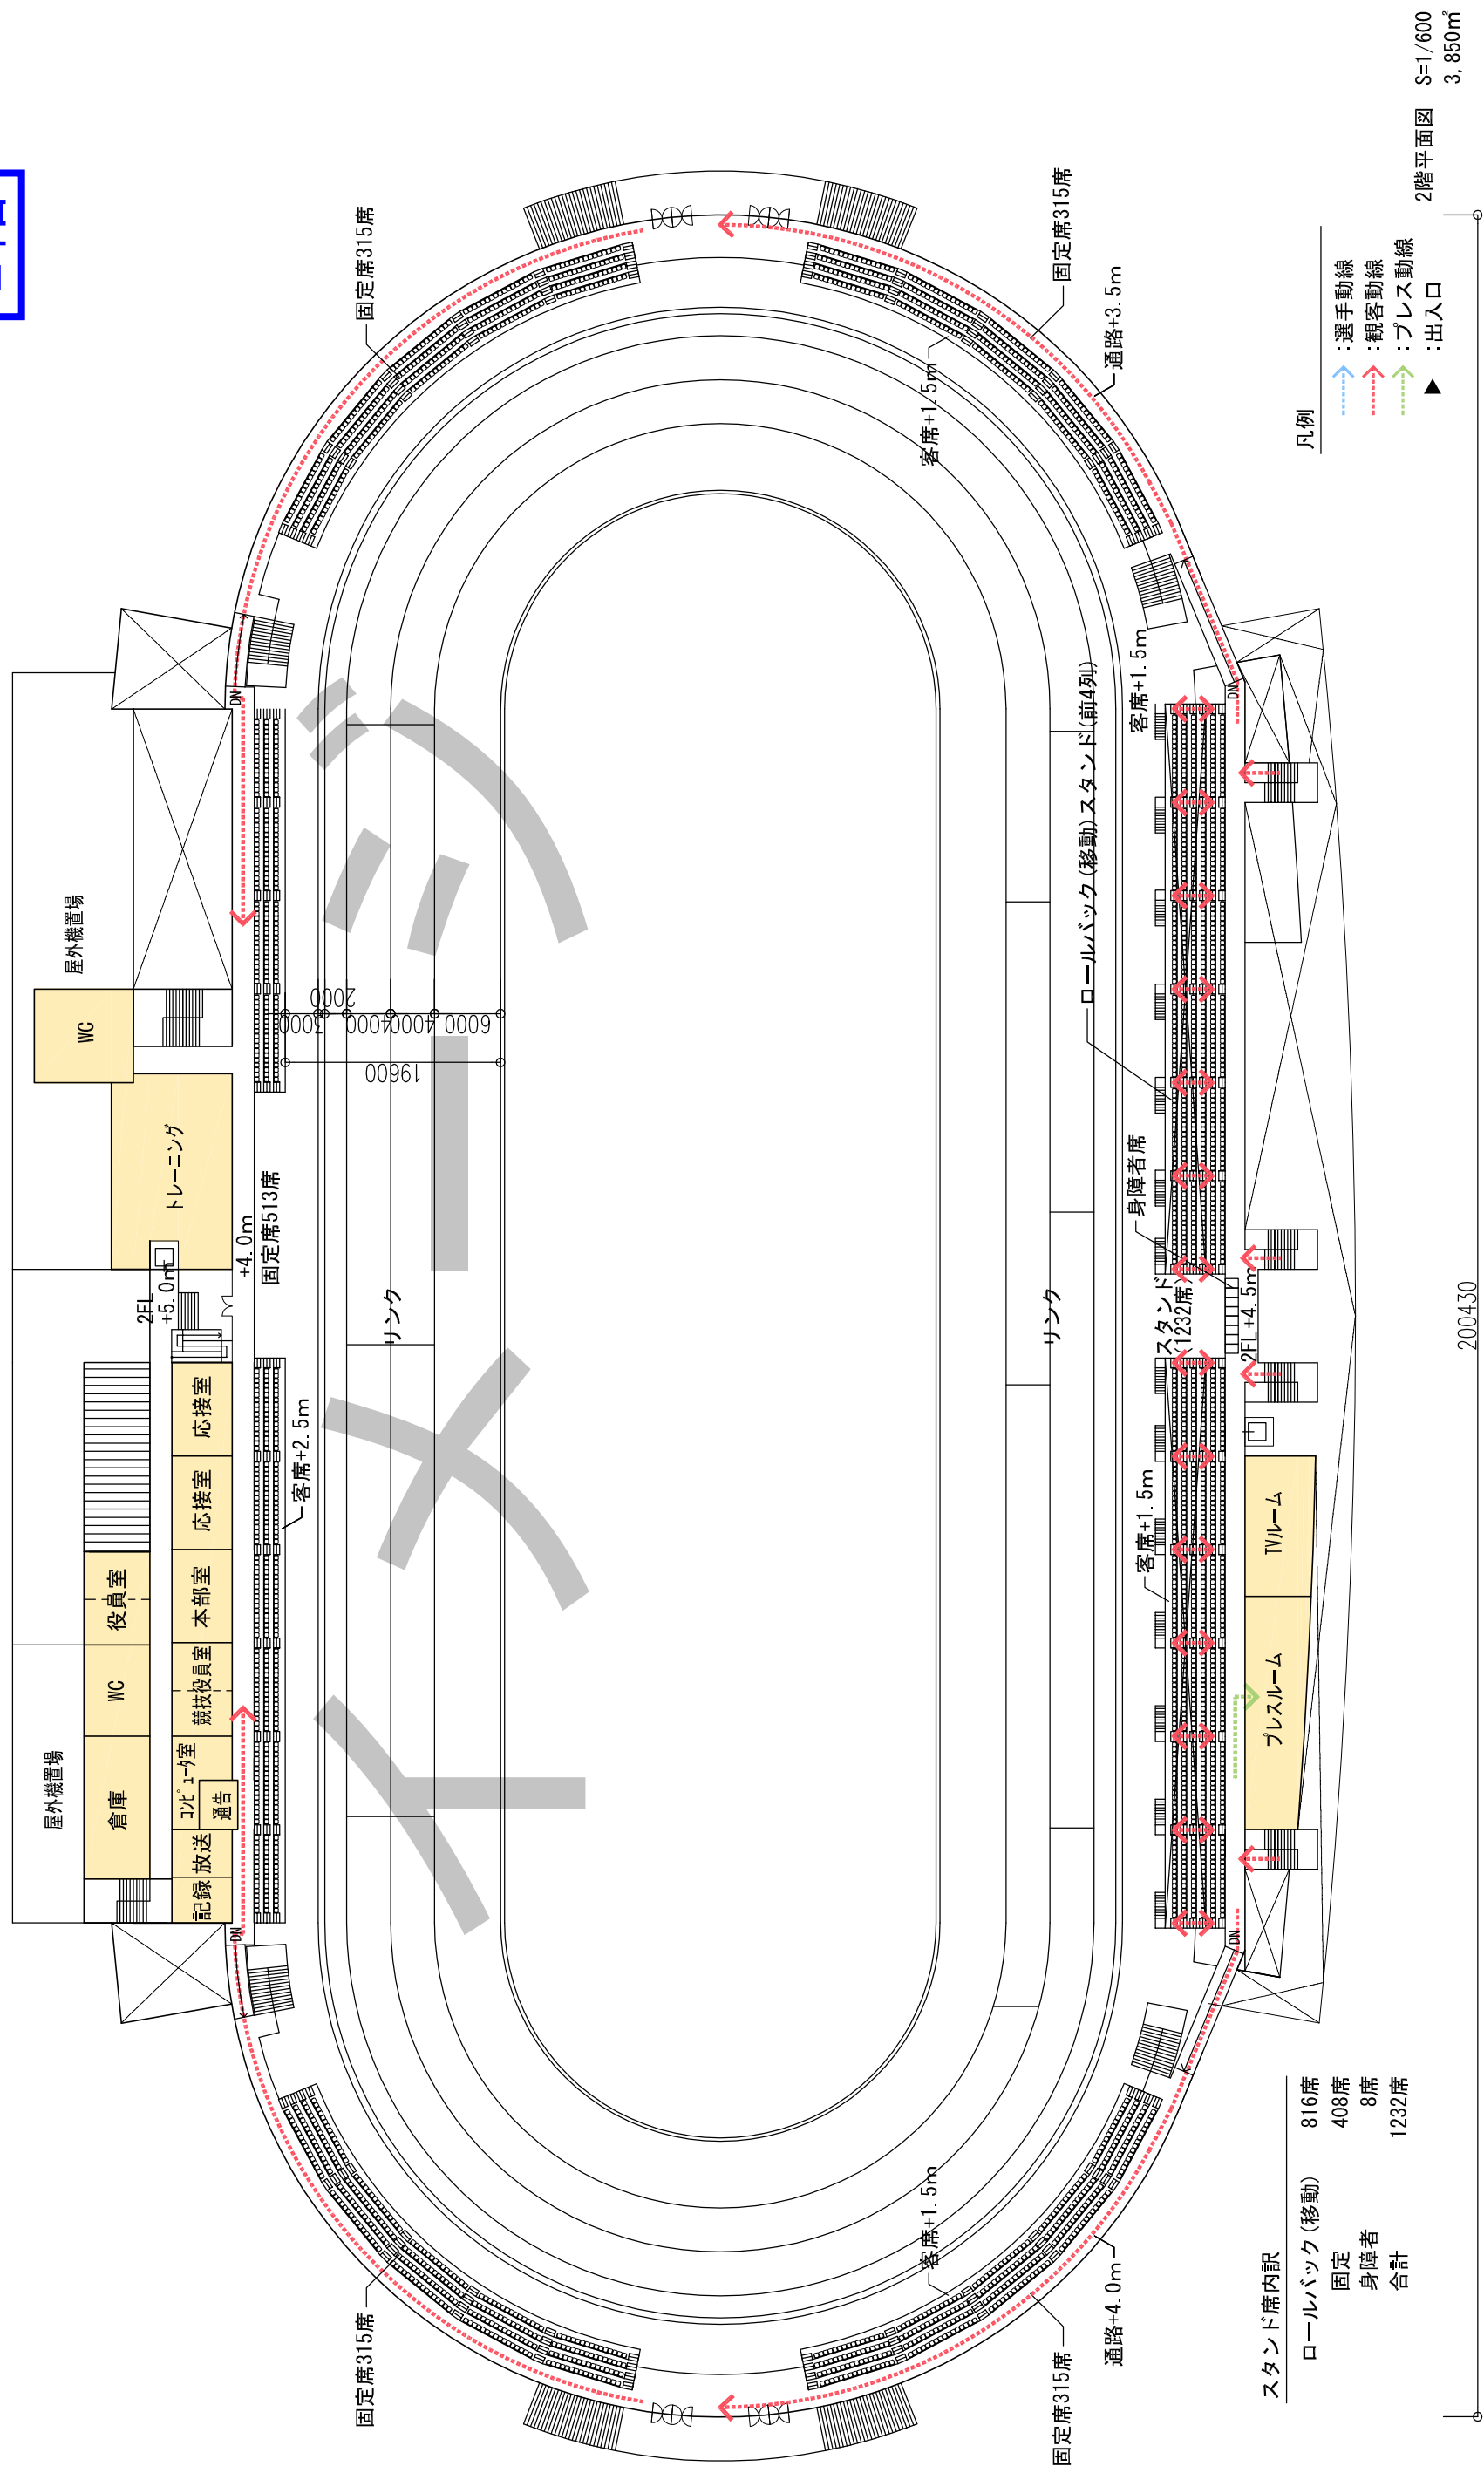 2階平面図 S=1/600
3,850㎡
イメージ
屋外機置場
屋外機置場
記録
放送
コンピュータ室
通告
競技役員室
本部室
応接室
応接室
倉庫
WC
役員室
2FL
+5.0m
トレーニング
WC
DN
DN
+4.0m
固定席513席
客席+2.5m
固定席315席
固定席315席
3000
2000
4000
4000
6000
19600
リンク
リンク
客席+1.5m
客席+1.5m
客席+1.5m
客席+1.5m
ロールバック(移動)スタンド(前4列)
身障者席
スタンド
(1232席)
2FL+4.5m
DN
DN
プレスルーム
TVルーム
固定席315席
通路+4.0m
固定席315席
通路+3.5m
スタンド席内訳
ロールバック(移動) 816席
固定 408席
身障者 8席
合計 1232席
凡例
:選手動線
:観客動線
:プレス動線
▲ :出入口
200430